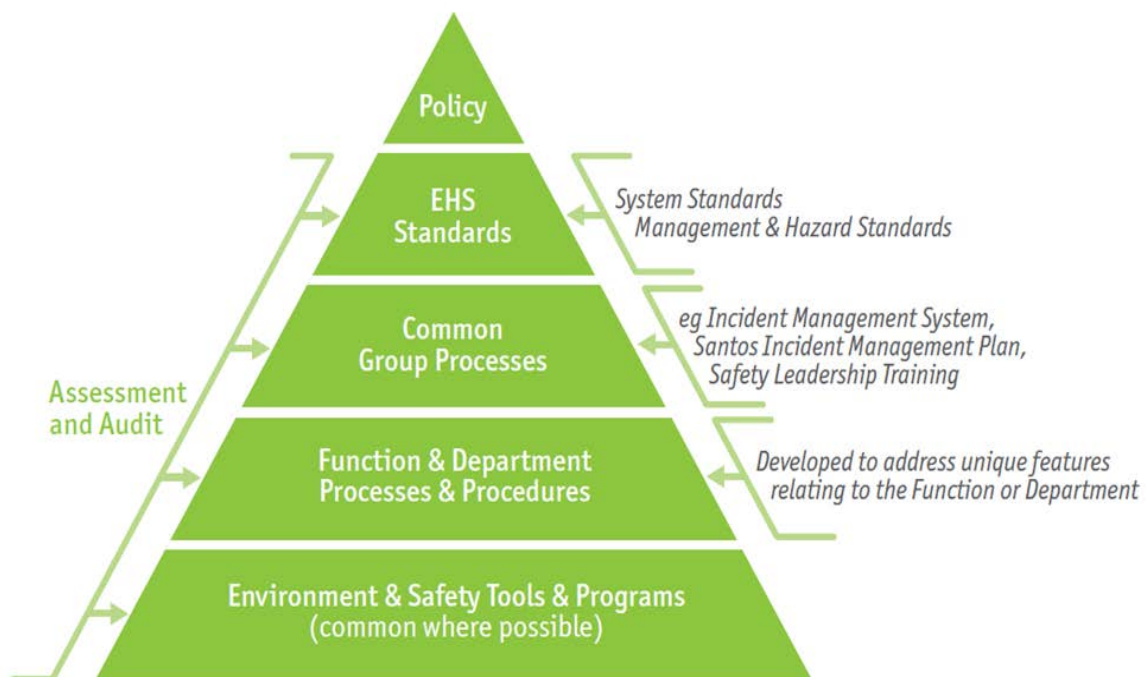 Policy
EHS
Standards
System Standards
Management & Hazard Standards
Common
Group Processes
eg Incident Management System,
Santos Incident Management Plan,
Safety Leadership Training
Assessment
and Audit
Function & Department
Processes & Procedures
Developed to address unique features
relating to the Function or Department
Environment & Safety Tools & Programs
(common where possible)